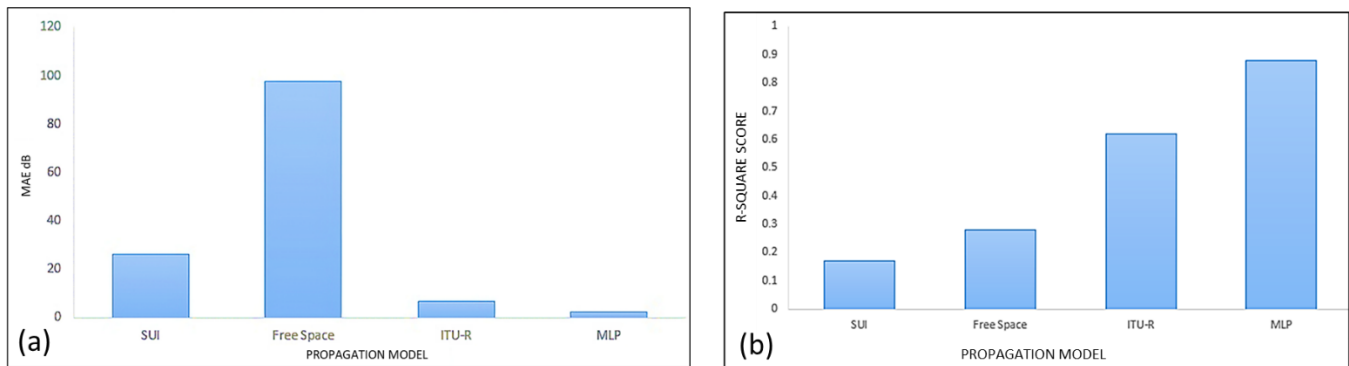 120
100
80
60
40
20
0
MAE dB
SUI Free Space ITU-R MLP
PROPAGATION MODEL
(a)
1
0.9
0.8
0.7
0.6
0.5
0.4
0.3
0.2
0.1
0
R-SQUARE SCORE
SUI Free Space ITU-R MLP
PROPAGATION MODEL
(b)